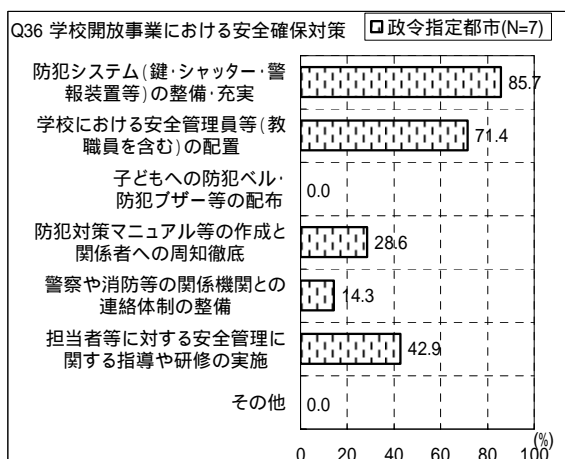 Q36 学校開放事業における安全確保対策
政令指定都市(N=7)
防犯システム(鍵・シャッター・警
報装置等)の整備・充実
85.7
学校における安全管理員等(教
職員を含む)の配置
71.4
子どもへの防犯ベル・
防犯ブザー等の配布
0.0
防犯対策マニュアル等の作成と
関係者への周知徹底
28.6
警察や消防等の関係機関との
連絡体制の整備
14.3
担当者等に対する安全管理に
関する指導や研修の実施
42.9
その他
0.0
(%)
0 20 40 60 80 100